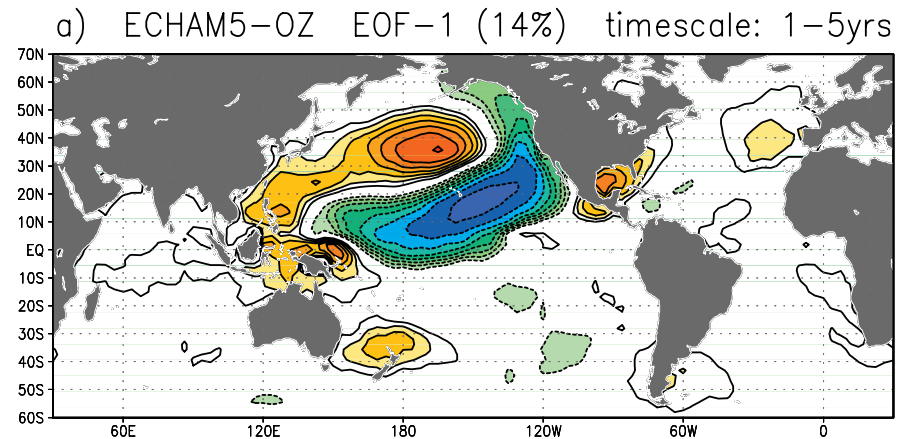 a) ECHAM5-OZ EOF-1 (14%) timescale: 1-5yrs
70N
60N
50N
40N
30N
20N
10N
EQ
10S
20S
30S
40S
50S
60S
60E 120E 180 120W 60W 0